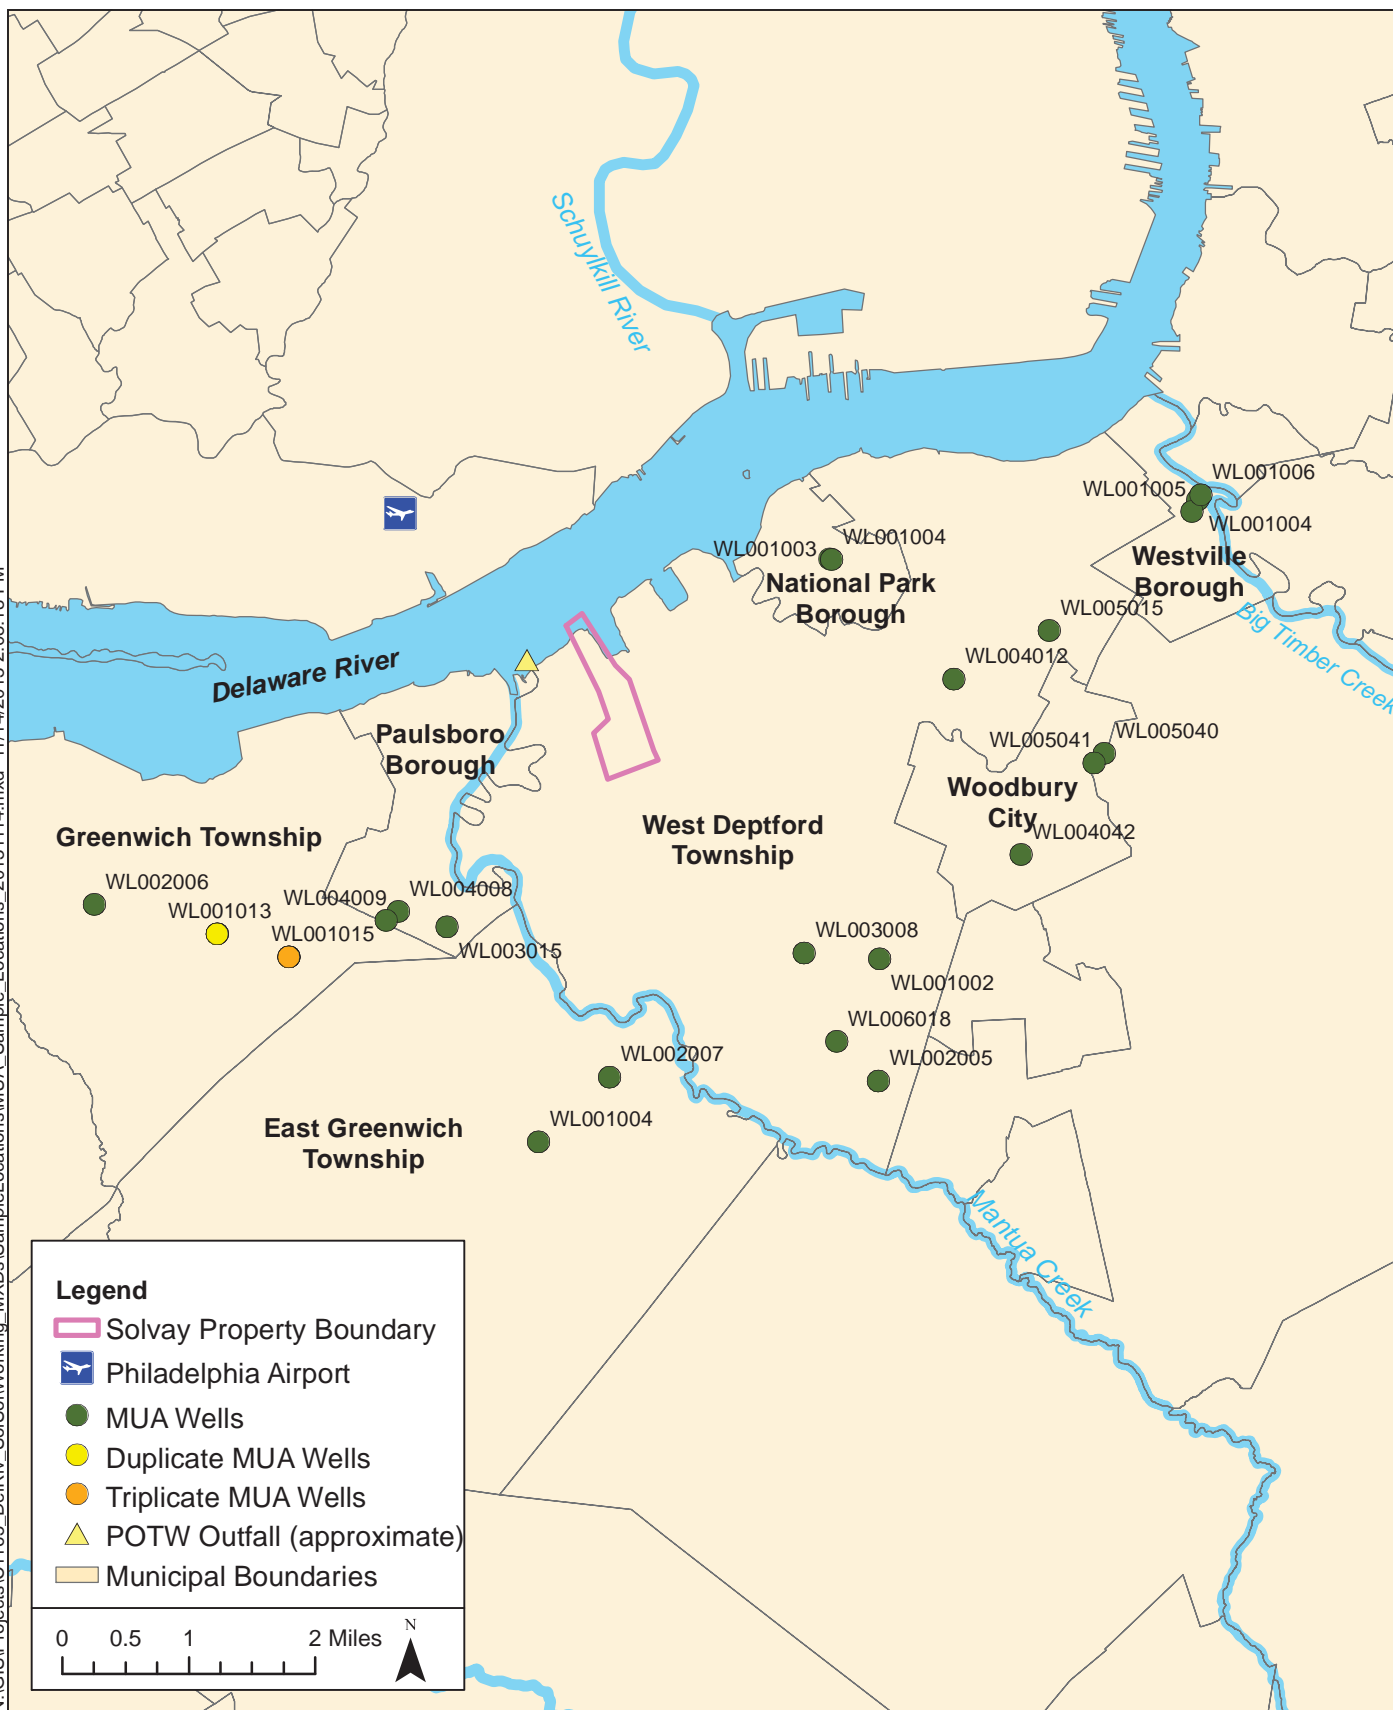 Schuylkill River
WL001006
WL001005
WL001004
WL001003
WL001004
Westville
Borough
National Park
Borough
Big Timber Creek
WL005015
WL004012
Delaware River
Paulsboro
Borough
WL005040
WL005041
Woodbury
City
WL004042
West Deptford
Township
Greenwich Township
WL002006
WL001013
WL004009
WL004008
WL001015
WL003015
WL003008
WL001002
WL006018
WL002005
WL002007
WL001004
East Greenwich
Township
Mantua Creek
Legend
Solvay Property Boundary
Philadelphia Airport
MUA Wells
Duplicate MUA Wells
Triplicate MUA Wells
POTW Outfall (approximate)
Municipal Boundaries
0 0.5 1 2 Miles
N